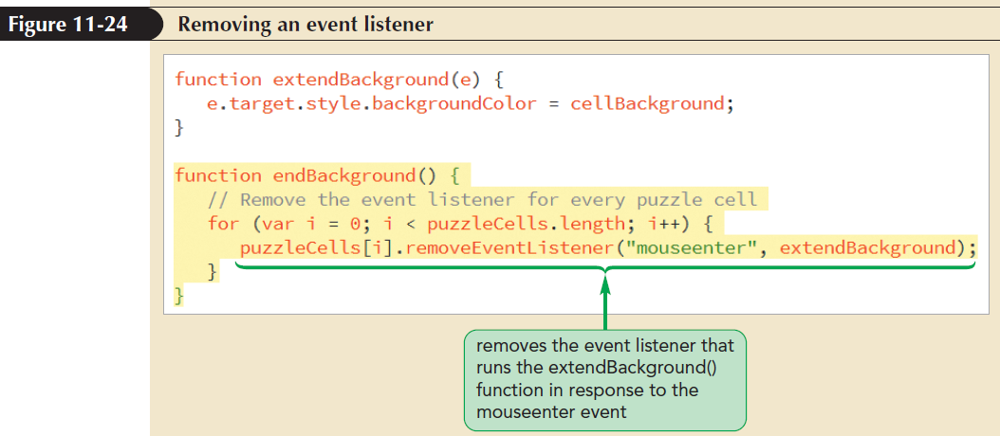 Figure 11-24 Removing an event listener
function extendBackground(e) {
   e.target.style.backgroundColor = cellBackground;
}
function endBackground() {
   // Remove the event listener for every puzzle cell
   for (var i = 0; i < puzzleCells.length; i++) {
      puzzleCells[i].removeEventListener("mouseenter", extendBackground);
   }
}
removes the event listener that
runs the extendBackground()
function in response to the
mouseenter event